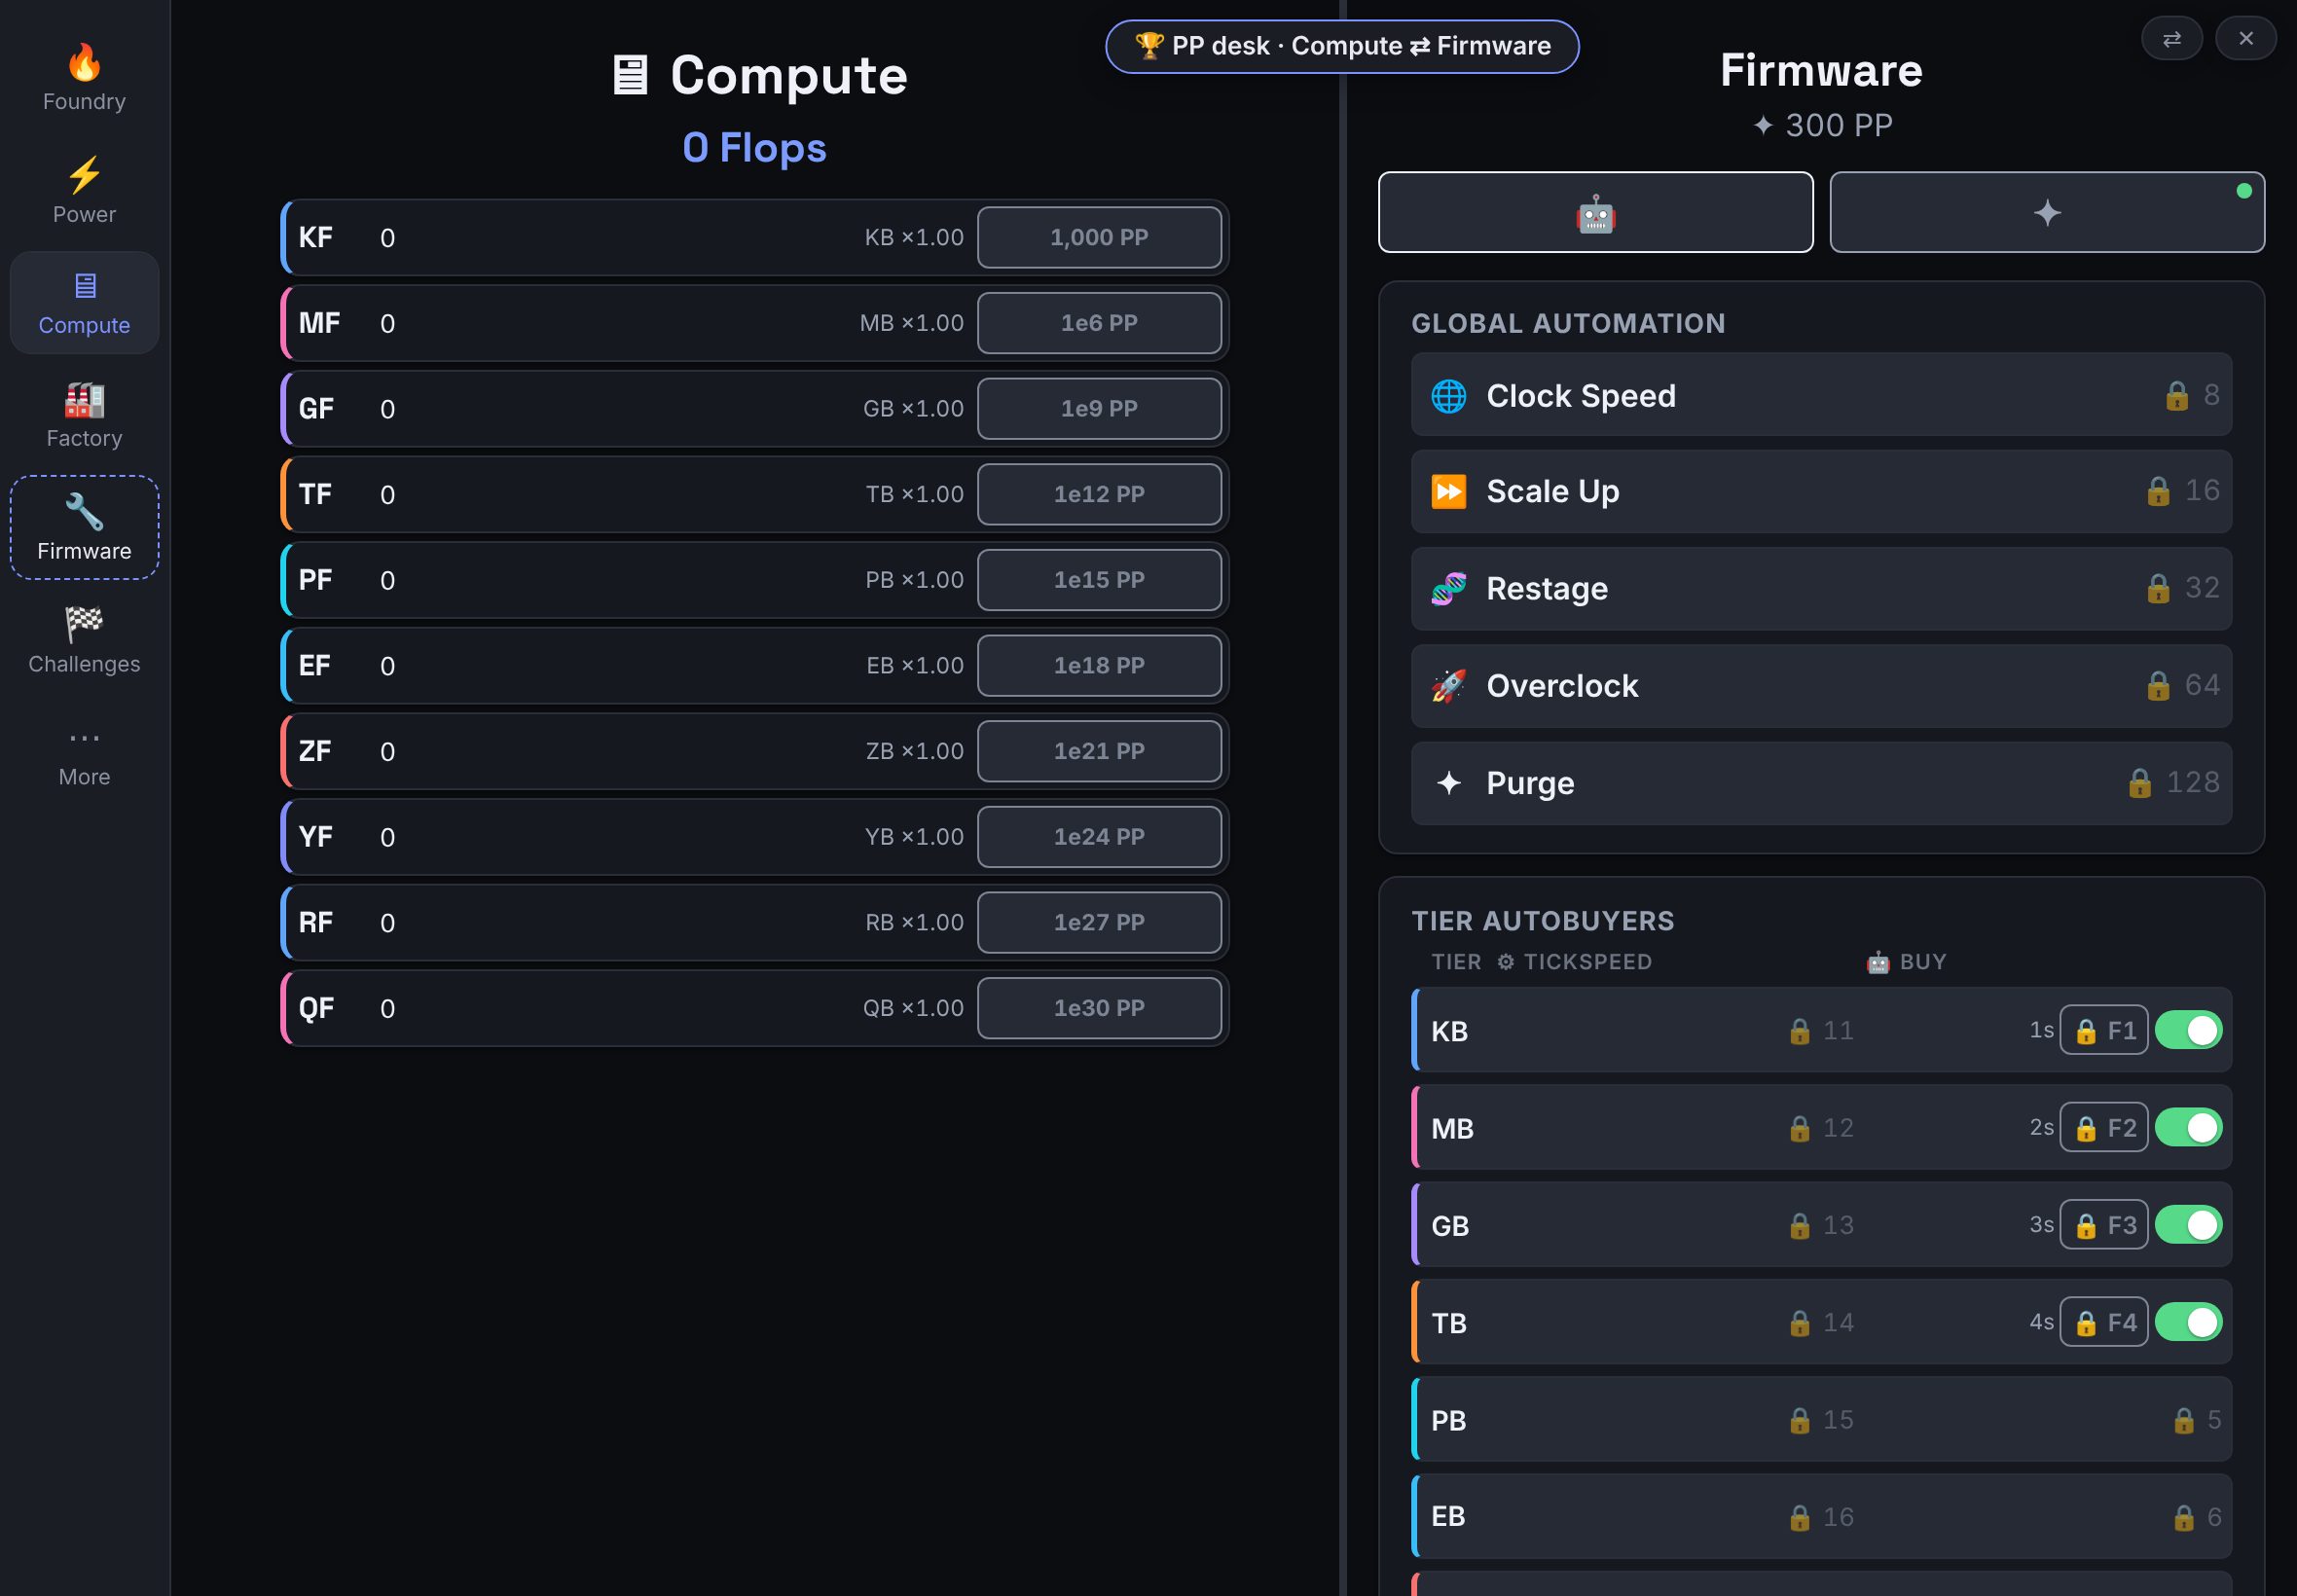 Foundry
Power
Compute
Factory
Firmware
Challenges
More
🏆 PP desk · Compute ⇄ Firmware
Compute
0 Flops
KF 0 KB ×1.00 1,000 PP
MF 0 MB ×1.00 1e6 PP
GF 0 GB ×1.00 1e9 PP
TF 0 TB ×1.00 1e12 PP
PF 0 PB ×1.00 1e15 PP
EF 0 EB ×1.00 1e18 PP
ZF 0 ZB ×1.00 1e21 PP
YF 0 YB ×1.00 1e24 PP
RF 0 RB ×1.00 1e27 PP
QF 0 QB ×1.00 1e30 PP
Firmware
✦ 300 PP
GLOBAL AUTOMATION
Clock Speed 🔒 8
Scale Up 🔒 16
Restage 🔒 32
Overclock 🔒 64
✦ Purge 🔒 128
TIER AUTOBUYERS
TIER ⚙ TICKSPEED 🤖 BUY
KB 🔒 11 1s 🔒 F1
MB 🔒 12 2s 🔒 F2
GB 🔒 13 3s 🔒 F3
TB 🔒 14 4s 🔒 F4
PB 🔒 15 🔒 5
EB 🔒 16 🔒 6